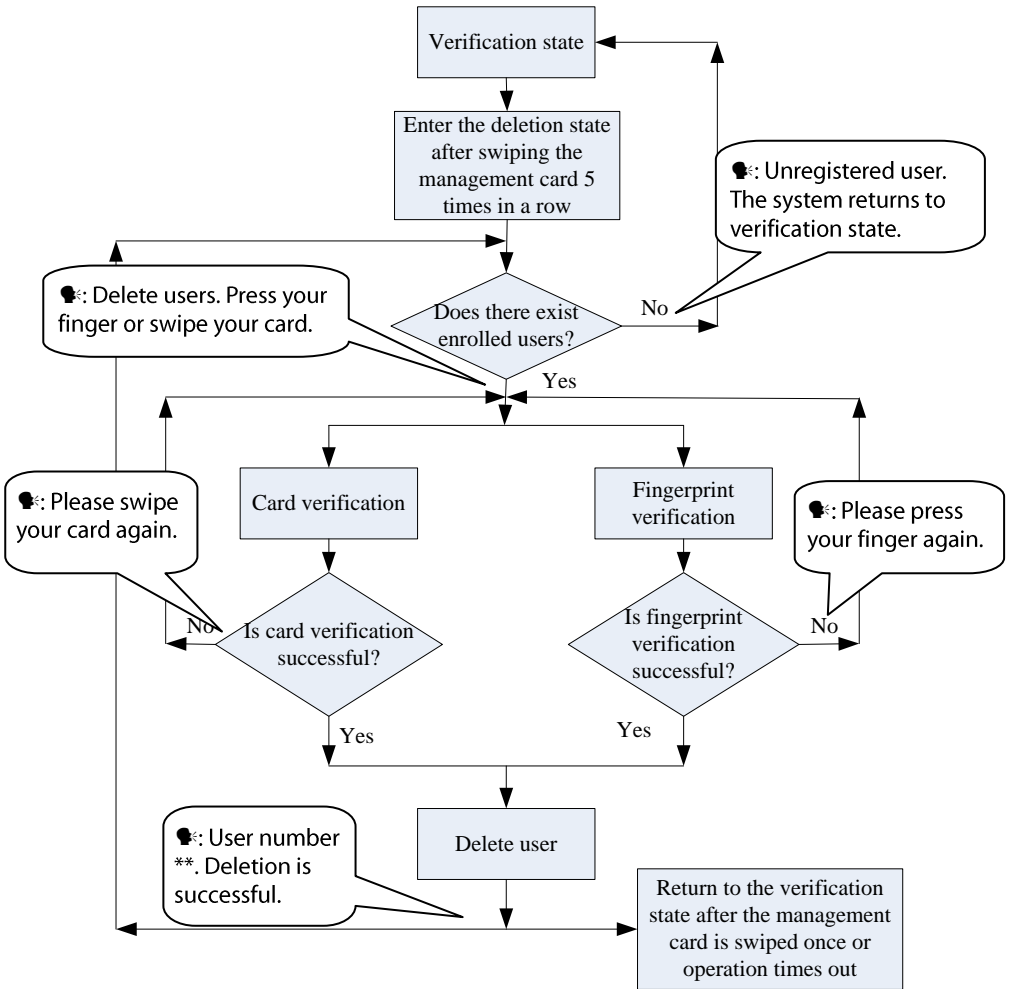 Verification state
Enter the deletion state
after swiping the
management card 5
times in a row
🗣: Unregistered user.
The system returns to
verification state.
🗣: Delete users. Press your
finger or swipe your card.
Does there exist
enrolled users?
No
Yes
🗣: Please swipe
your card again.
Card verification
Fingerprint
verification
🗣: Please press
your finger again.
No
Is card verification
successful?
Is fingerprint
verification
successful?
No
Yes
Yes
🗣: User number
**. Deletion is
successful.
Delete user
Return to the verification
state after the management
card is swiped once or
operation times out